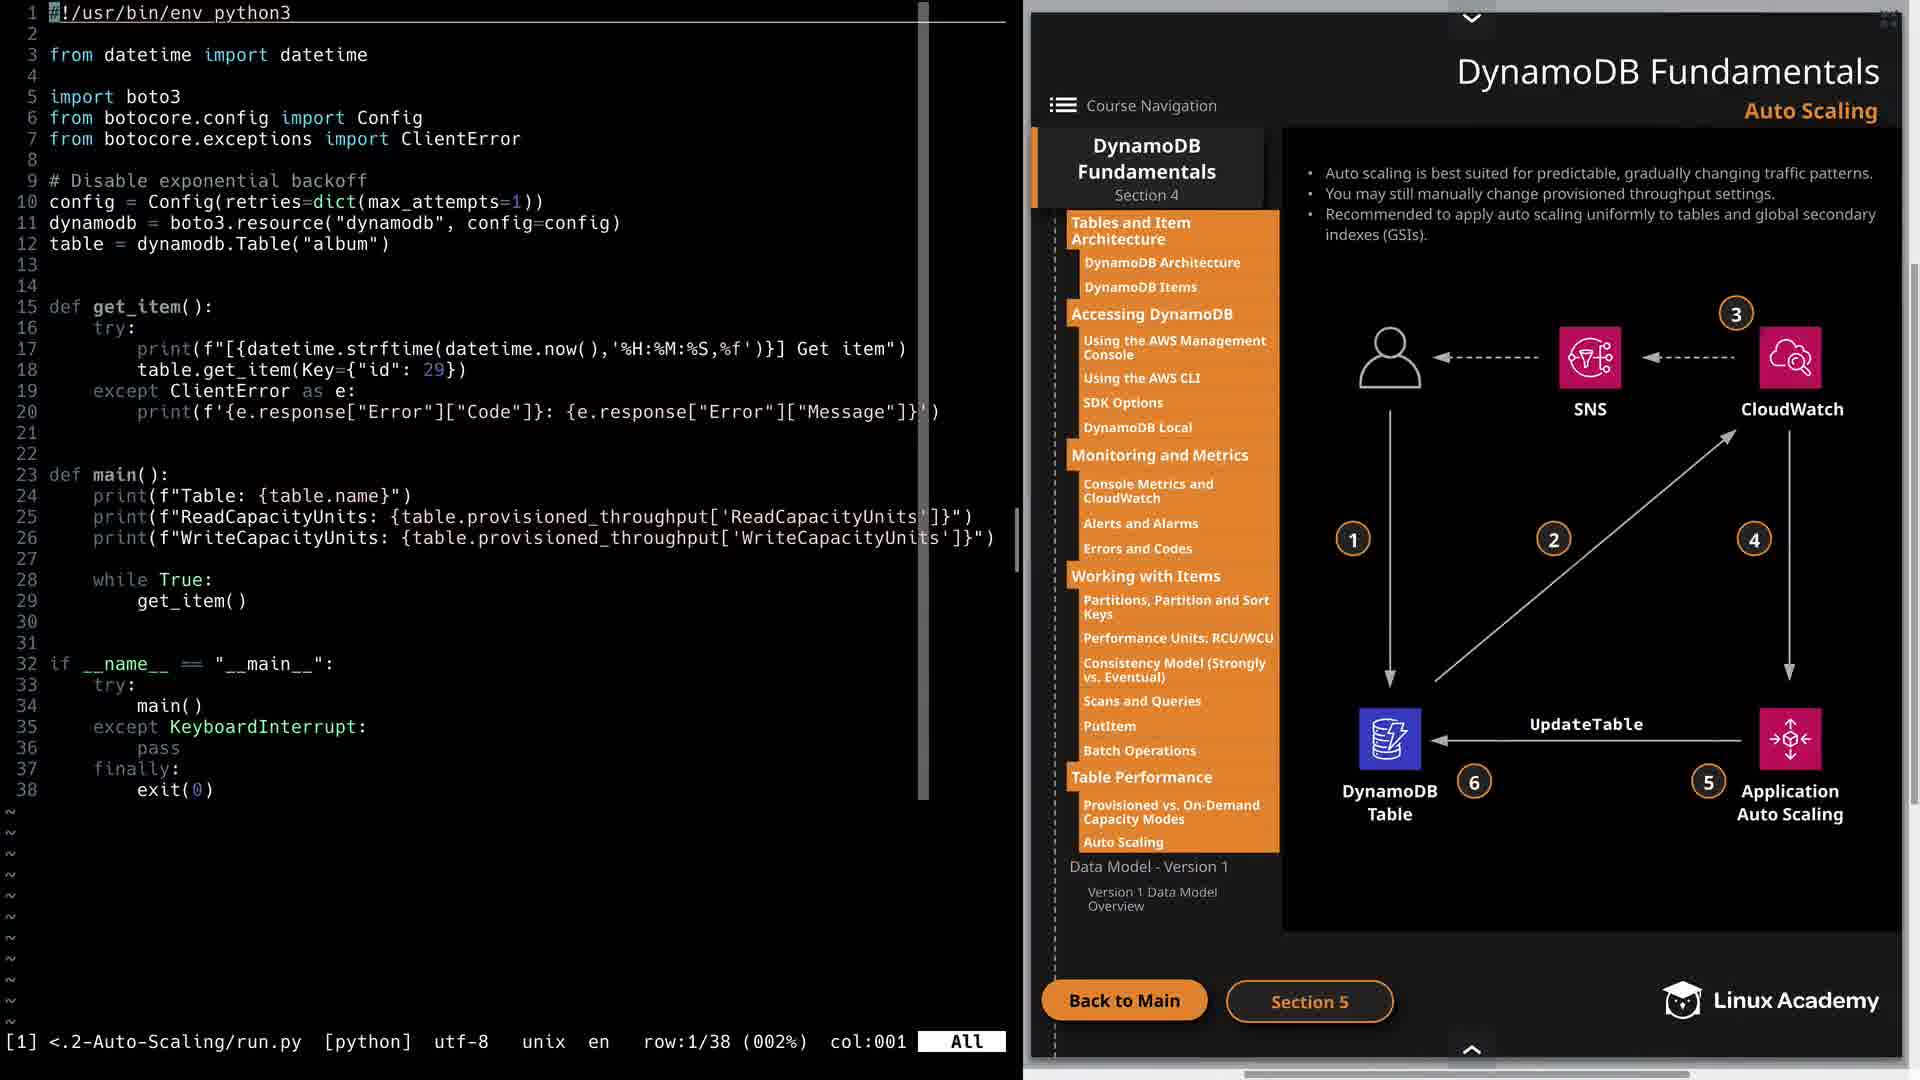 1 #!/usr/bin/env python3
2
3 from datetime import datetime
4
5 import boto3
6 from botocore.config import Config
7 from botocore.exceptions import ClientError
8
9 # Disable exponential backoff
10 config = Config(retries=dict(max_attempts=1))
11 dynamodb = boto3.resource("dynamodb", config=config)
12 table = dynamodb.Table("album")
13
14
15 def get_item():
16     try:
17         print(f"[{datetime.strftime(datetime.now(),'%H:%M:%S,%f')}] Get item")
18         table.get_item(Key={"id": 29})
19     except ClientError as e:
20         print(f'{e.response["Error"]["Code"]}: {e.response["Error"]["Message"]}')
21
22
23 def main():
24     print(f"Table: {table.name}")
25     print(f"ReadCapacityUnits: {table.provisioned_throughput['ReadCapacityUnits']}")
26     print(f"WriteCapacityUnits: {table.provisioned_throughput['WriteCapacityUnits']}")
27
28     while True:
29         get_item()
30
31
32 if __name__ == "__main__":
33     try:
34         main()
35     except KeyboardInterrupt:
36         pass
37     finally:
38         exit(0)
~
~
~
~
~
~
~
~
~
~
~
[1] <.2-Auto-Scaling/run.py [python] utf-8 unix en row:1/38 (002%) col:001 All
DynamoDB Fundamentals
Auto Scaling
Course Navigation
DynamoDB
Fundamentals
Section 4
Tables and Item
Architecture
DynamoDB Architecture
DynamoDB Items
Accessing DynamoDB
Using the AWS Management
Console
Using the AWS CLI
SDK Options
DynamoDB Local
Monitoring and Metrics
Console Metrics and
CloudWatch
Alerts and Alarms
Errors and Codes
Working with Items
Partitions, Partition and Sort
Keys
Performance Units: RCU/WCU
Consistency Model (Strongly
vs. Eventual)
Scans and Queries
PutItem
Batch Operations
Table Performance
Provisioned vs. On-Demand
Capacity Modes
Auto Scaling
Data Model - Version 1
Version 1 Data Model
Overview
• Auto scaling is best suited for predictable, gradually changing traffic patterns.
• You may still manually change provisioned throughput settings.
• Recommended to apply auto scaling uniformly to tables and global secondary
indexes (GSIs).
3
SNS
CloudWatch
1
2
4
UpdateTable
6
5
DynamoDB
Table
Application
Auto Scaling
Back to Main
Section 5
Linux Academy